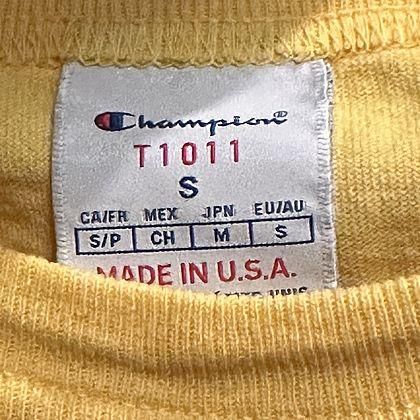 Champion®
T1011
S
CA/FR MEX JPN EU/AU
S/P CH M S
MADE IN U.S.A.